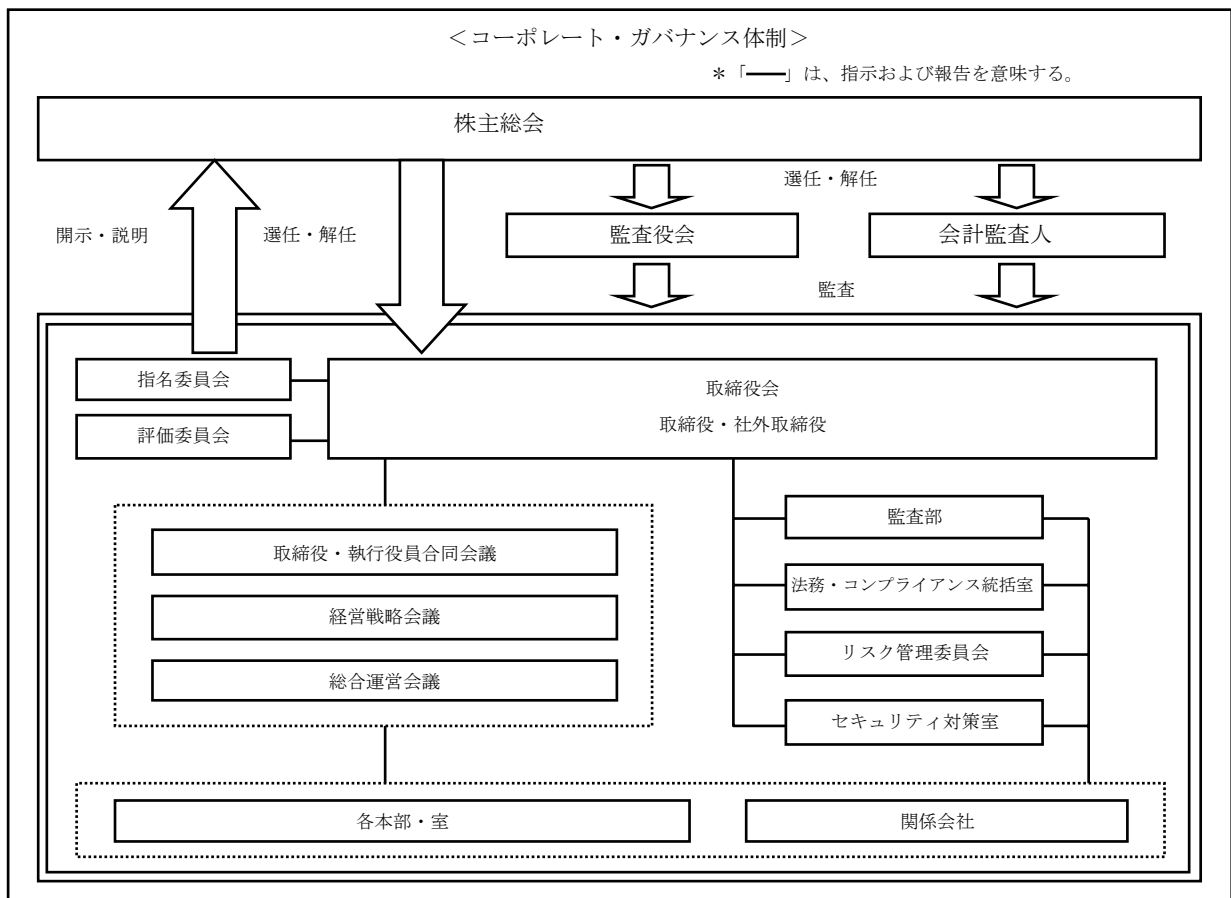 ＜コーポレート・ガバナンス体制＞
＊「━━」は、指示および報告を意味する。
株主総会
選任・解任
開示・説明
選任・解任
監査役会
会計監査人
監査
指名委員会
評価委員会
取締役会
取締役・社外取締役
取締役・執行役員合同会議
経営戦略会議
総合運営会議
監査部
法務・コンプライアンス統括室
リスク管理委員会
セキュリティ対策室
各本部・室
関係会社